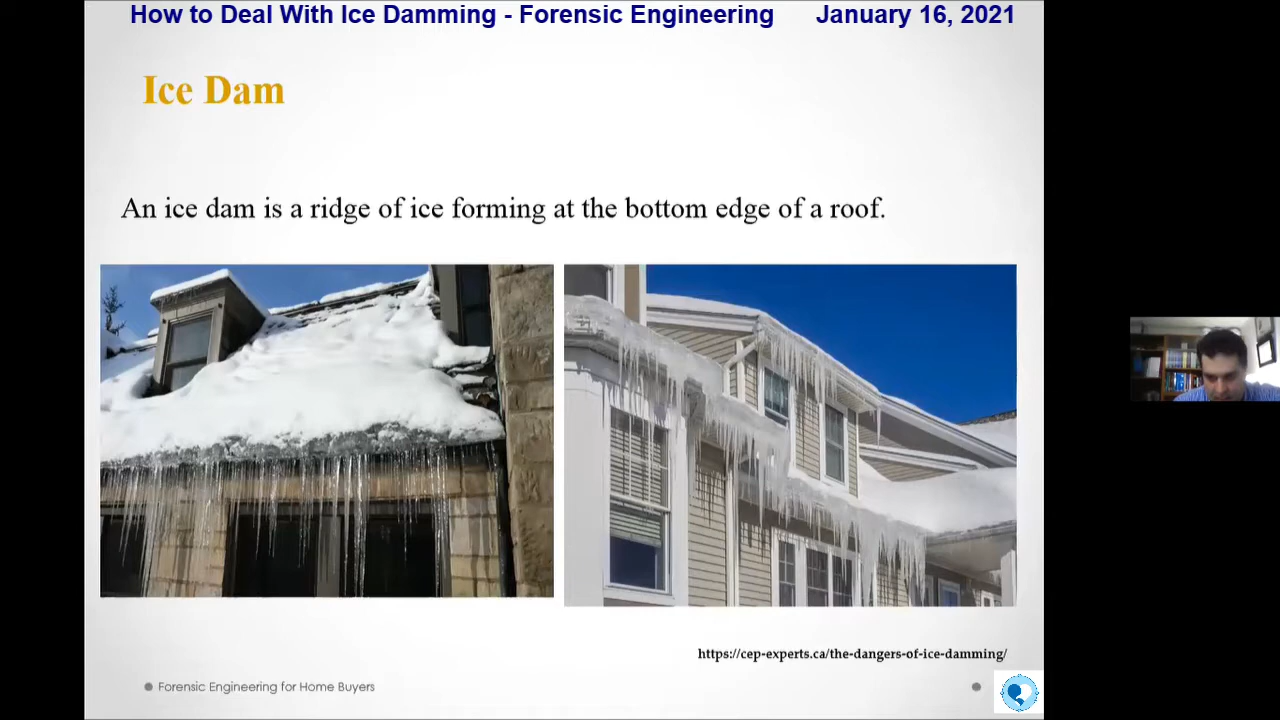 How to Deal With Ice Damming - Forensic Engineering January 16, 2021
Ice Dam
An ice dam is a ridge of ice forming at the bottom edge of a roof.
https://cep-experts.ca/the-dangers-of-ice-damming/
Forensic Engineering for Home Buyers